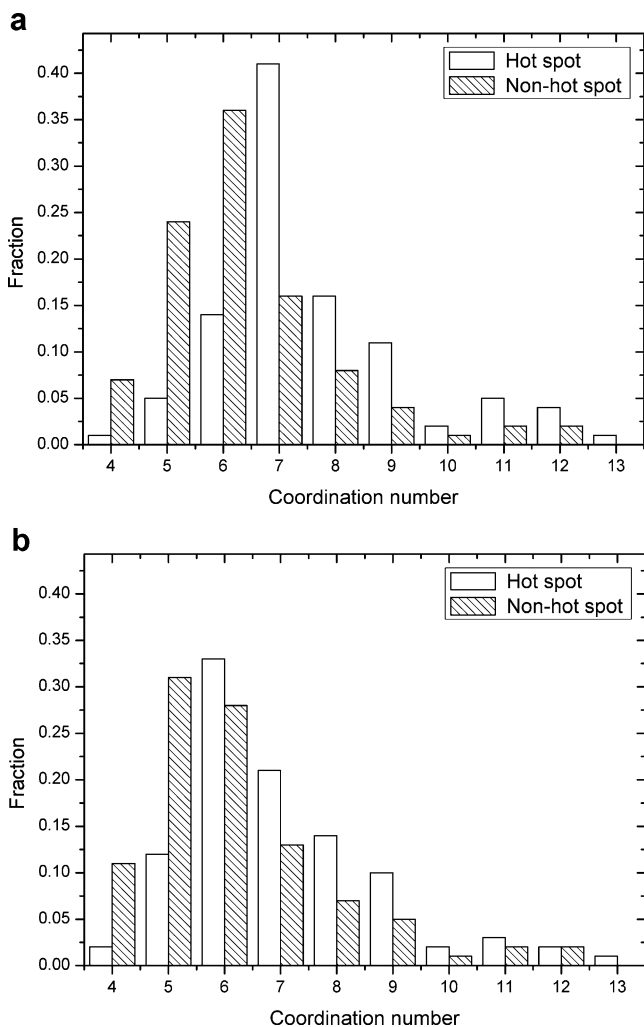 a
Hot spot
Non-hot spot
0.40
0.35
0.30
0.25
0.20
0.15
0.10
0.05
0.00
Fraction
4 5 6 7 8 9 10 11 12 13
Coordination number
b
Hot spot
Non-hot spot
0.40
0.35
0.30
0.25
0.20
0.15
0.10
0.05
0.00
Fraction
4 5 6 7 8 9 10 11 12 13
Coordination number